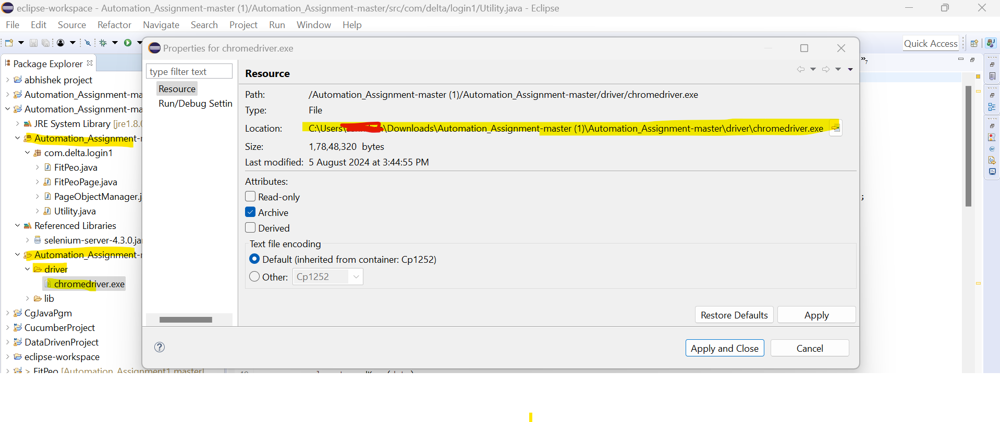 eclipse-workspace - Automation_Assignment-master (1)/Automation_Assignment-master/src/com/delta/login1/Utility.java - Eclipse
File Edit Source Refactor Navigate Search Project Run Window Help
Quick Access
Package Explorer
abhishek project
Automation_Assignment-ma
Automation_Assignment-ma
JRE System Library [jre1.8.0
Automation_Assignment-r
com.delta.login1
FitPeo.java
FitPeoPage.java
PageObjectManager.j
Utility.java
Referenced Libraries
selenium-server-4.3.0.ja
Automation_Assignment-r
driver
chromedriver.exe
lib
CgJavaPgm
CucumberProject
DataDrivenProject
eclipse-workspace
> FitPeo [Automation_Assignment1 master]
Properties for chromedriver.exe
type filter text
Resource
Run/Debug Settin
Resource
Path: /Automation_Assignment-master (1)/Automation_Assignment-master/driver/chromedriver.exe
Type: File
Location: C:\Users\ \Downloads\Automation_Assignment-master (1)\Automation_Assignment-master\driver\chromedriver.exe
Size: 1,78,48,320 bytes
Last modified: 5 August 2024 at 3:44:55 PM
Attributes:
Read-only
Archive
Derived
Text file encoding
Default (inherited from container: Cp1252)
Other: Cp1252
Restore Defaults Apply
Apply and Close Cancel
»7
;